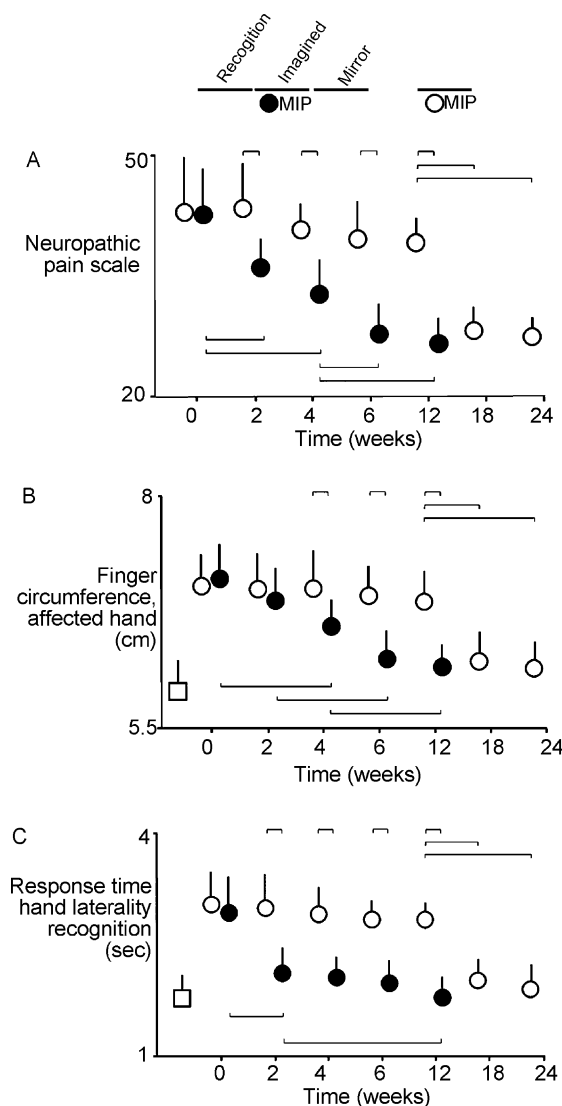 Recogition
Imagined
Mirror
MIP
MIP
A
50
Neuropathic
pain scale
20
0 2 4 6 12 18 24
Time (weeks)
B
8
Finger
circumference,
affected hand
(cm)
5.5
0 2 4 6 12 18 24
Time (weeks)
C
4
Response time
hand laterality
recognition
(sec)
1
0 2 4 6 12 18 24
Time (weeks)